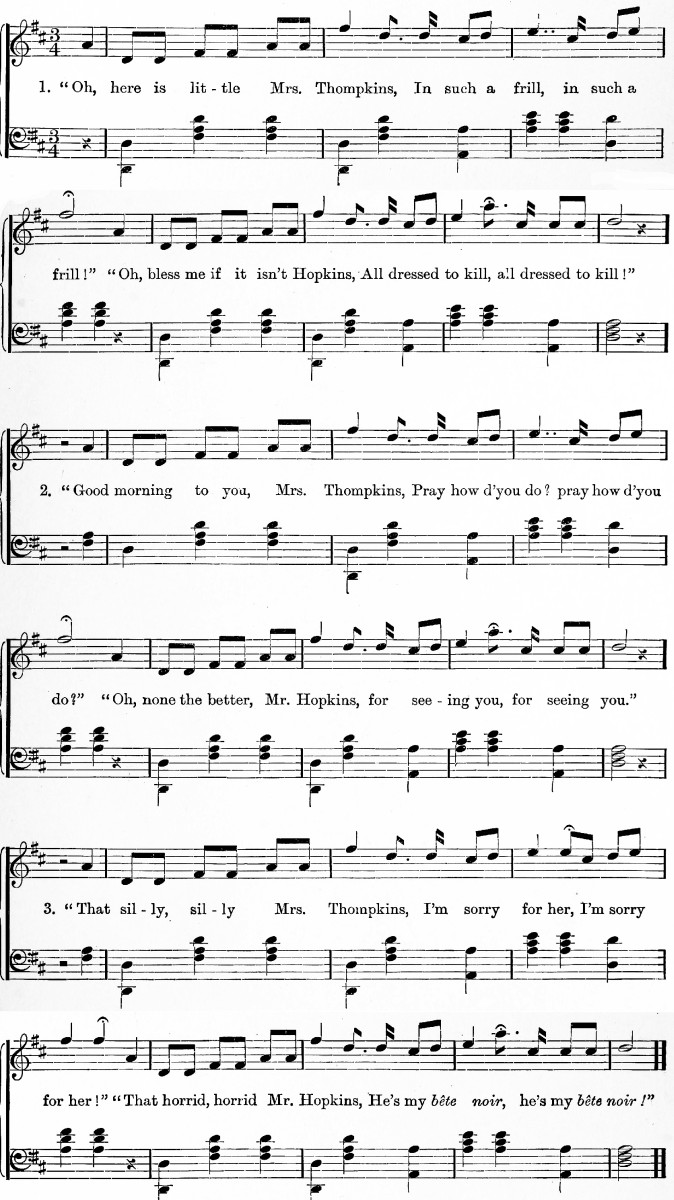 1. “Oh, here is lit - tle Mrs. Thompkins, In such a frill, in such a
frill!” “Oh, bless me if it isn't Hopkins, All dressed to kill, all dressed to kill!”
2. “Good morning to you, Mrs. Thompkins, Pray how d'you do? pray how d'you
do?” “Oh, none the better, Mr. Hopkins, for see - ing you, for seeing you.”
3. “That sil - ly, sil - ly Mrs. Thompkins, I'm sorry for her, I'm sorry
for her!” “That horrid, horrid Mr. Hopkins, He's my bête noir, he's my bête noir!”